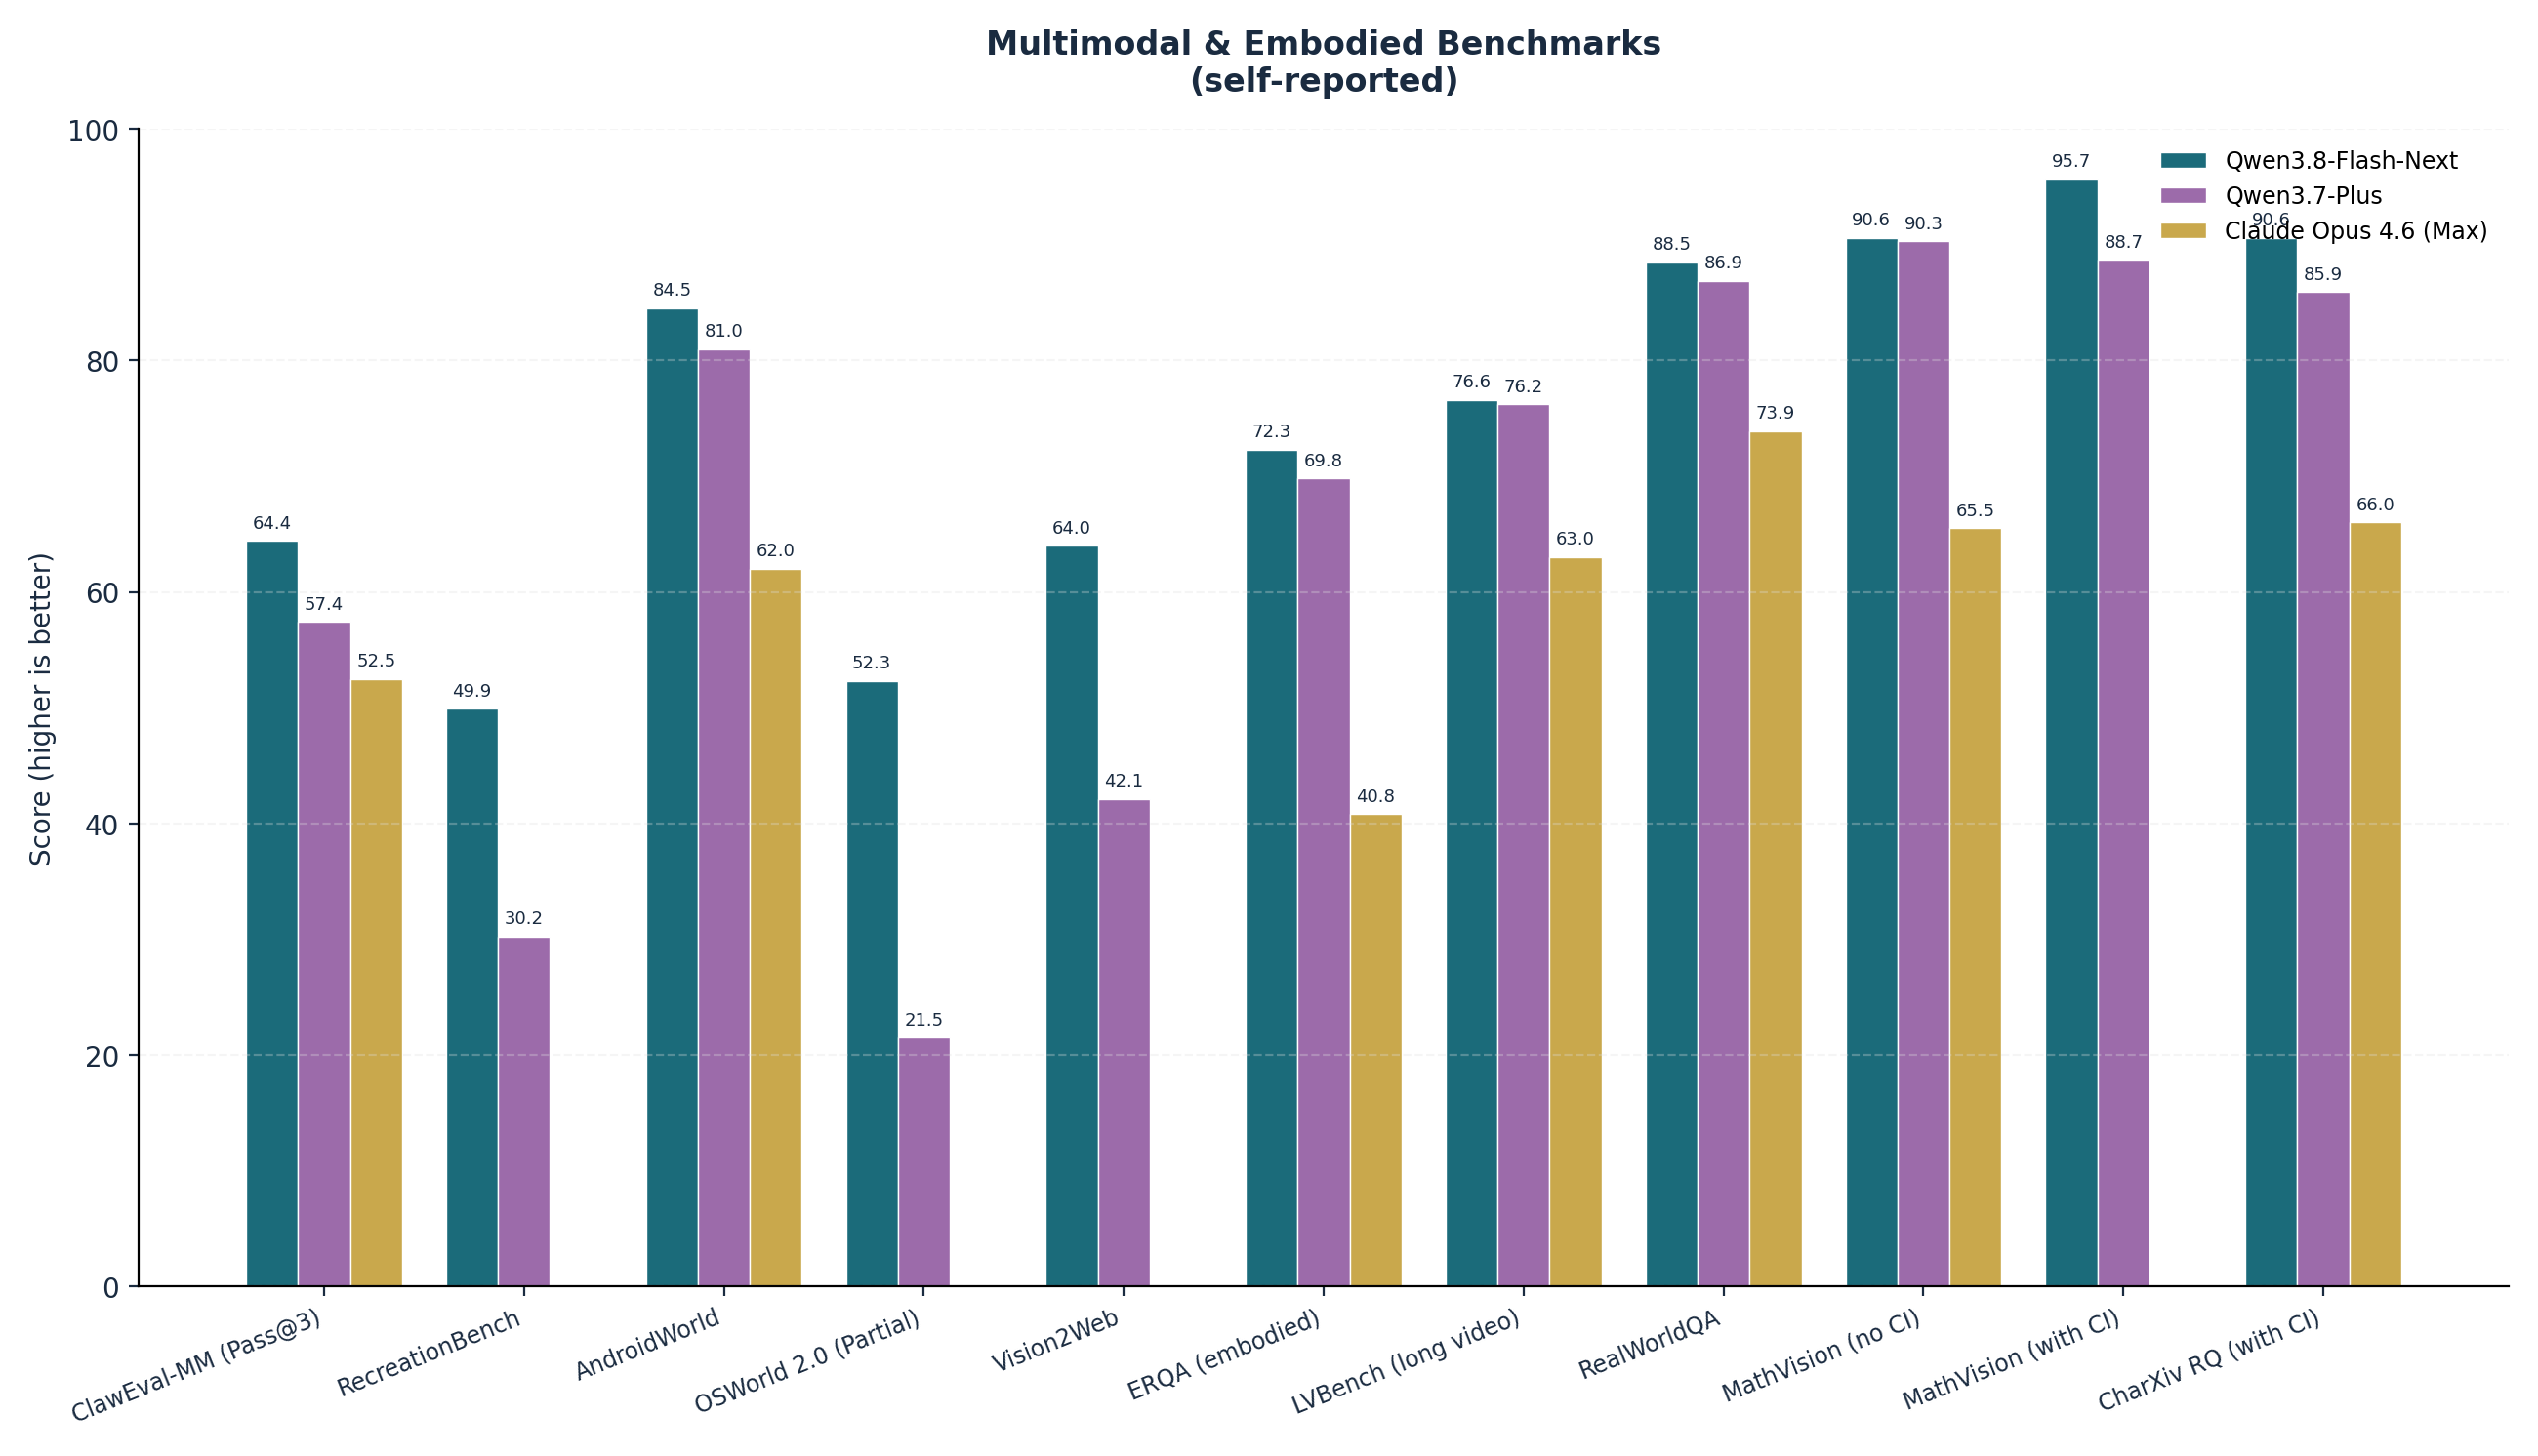 Multimodal & Embodied Benchmarks
(self-reported)
Score (higher is better)
100
80
60
40
20
0
Qwen3.8-Flash-Next
Qwen3.7-Plus
Claude Opus 4.6 (Max)
64.4
57.4
52.5
49.9
30.2
84.5
81.0
62.0
52.3
21.5
64.0
42.1
72.3
69.8
40.8
76.6
76.2
63.0
88.5
86.9
73.9
90.6
90.3
65.5
95.7
88.7
90.6
85.9
66.0
ClawEval-MM (Pass@3)
RecreationBench
AndroidWorld
OSWorld 2.0 (Partial)
Vision2Web
ERQA (embodied)
LVBench (long video)
RealWorldQA
MathVision (no CI)
MathVision (with CI)
CharXiv RQ (with CI)